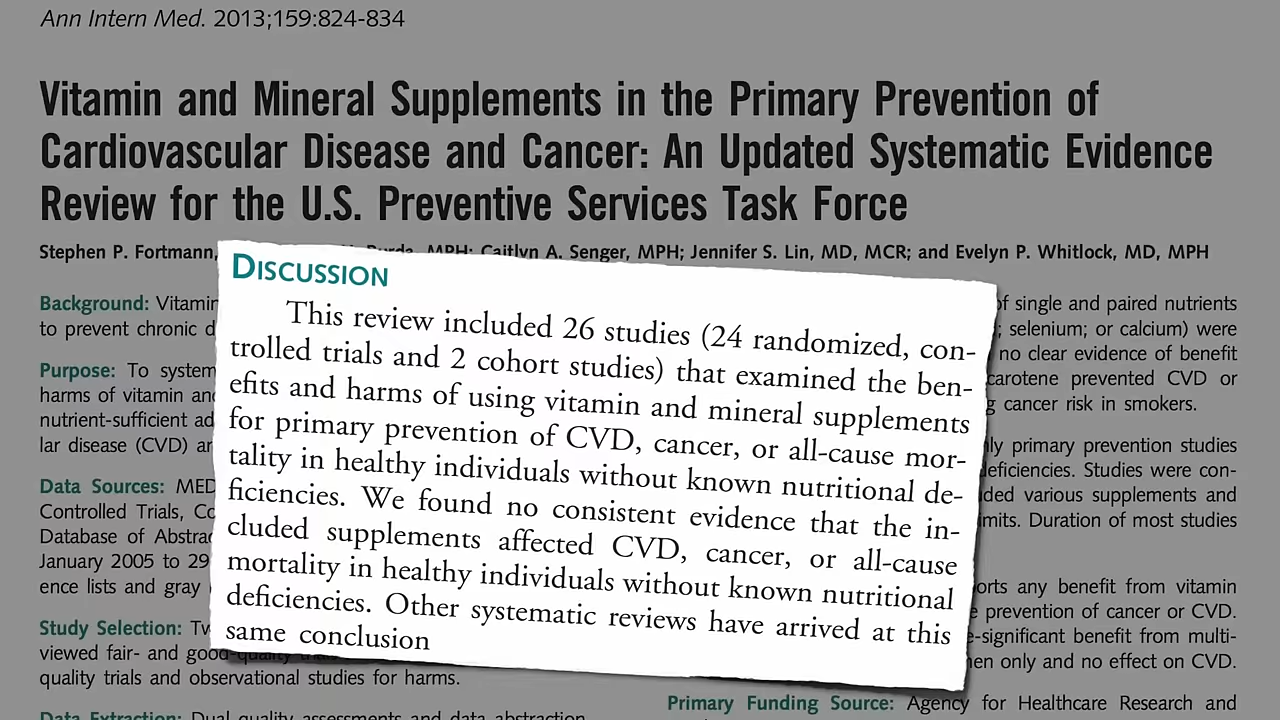 Ann Intern Med. 2013;159:824-834
Vitamin and Mineral Supplements in the Primary Prevention of
Cardiovascular Disease and Cancer: An Updated Systematic Evidence
Review for the U.S. Preventive Services Task Force
Stephen P. Fortmann, MPH; Caitlyn A. Senger, MPH; Jennifer S. Lin, MD, MCR; and Evelyn P. Whitlock, MD, MPH
DISCUSSION
This review included 26 studies (24 randomized, con-
trolled trials and 2 cohort studies) that examined the ben-
efits and harms of using vitamin and mineral supplements
for primary prevention of CVD, cancer, or all-cause mor-
tality in healthy individuals without known nutritional de-
ficiencies. We found no consistent evidence that the in-
cluded supplements affected CVD, cancer, or all-cause
mortality in healthy individuals without known nutritional
deficiencies. Other systematic reviews have arrived at this
same conclusion
Background: Vitamin
to prevent chronic
Purpose: To system
harms of vitamin
nutrient-sufficient
lar disease (CVD)
Data Sources:
Controlled Trials,
Database of
January 2005 to 29
ence lists and gray
Study Selection:
viewed fair- and good-quality
quality trials and observational studies for harms.
Data Extraction: Dual quality assessments and data abstraction
of single and paired nutrients
selenium; or calcium) were
no clear evidence of benefit
carotene prevented CVD or
cancer risk in smokers.
primary prevention studies
deficiencies. Studies were con-
various supplements and
Duration of most studies
any benefit from vitamin
prevention of cancer or CVD.
-significant benefit from multi-
only and no effect on CVD.
Primary Funding Source: Agency for Healthcare Research and